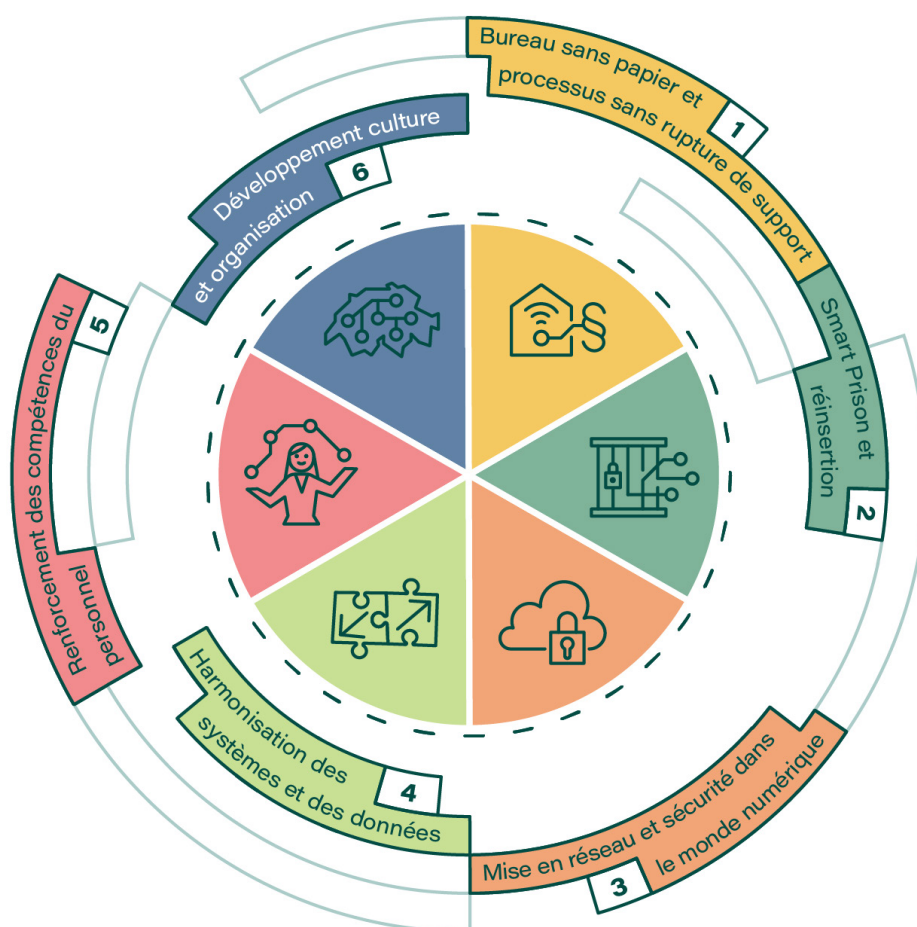 Bureau sans papier et
processus sans rupture de support
1
Smart Prison et
réinsertion
2
Mise en réseau et sécurité dans
le monde numérique
3
Harmonisation des
systèmes et des données
4
Renforcement des compétences du
personnel
5
Développement culture
et organisation
6